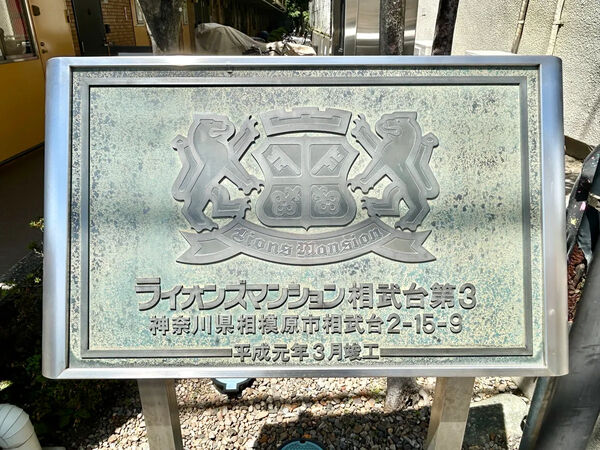 Lions Mansion
ライオンズマンション相武台第3
神奈川県相模原市相武台2-15-9
平成元年3月竣工